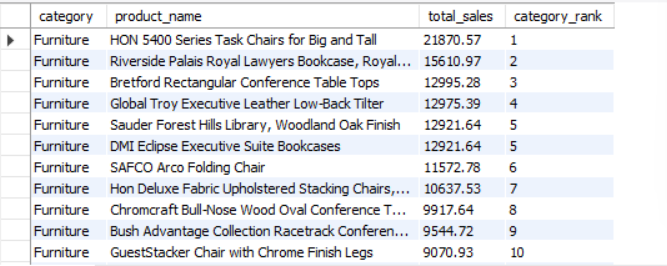 category product_name total_sales category_rank
Furniture HON 5400 Series Task Chairs for Big and Tall 21870.57 1
Furniture Riverside Palais Royal Lawyers Bookcase, Royal... 15610.97 2
Furniture Bretford Rectangular Conference Table Tops 12995.28 3
Furniture Global Troy Executive Leather Low-Back Tilter 12975.39 4
Furniture Sauder Forest Hills Library, Woodland Oak Finish 12921.64 5
Furniture DMI Eclipse Executive Suite Bookcases 12921.64 5
Furniture SAFCO Arco Folding Chair 11572.78 6
Furniture Hon Deluxe Fabric Upholstered Stacking Chairs,... 10637.53 7
Furniture Chromcraft Bull-Nose Wood Oval Conference T... 9917.64 8
Furniture Bush Advantage Collection Racetrack Conferen... 9544.72 9
Furniture GuestStacker Chair with Chrome Finish Legs 9070.93 10